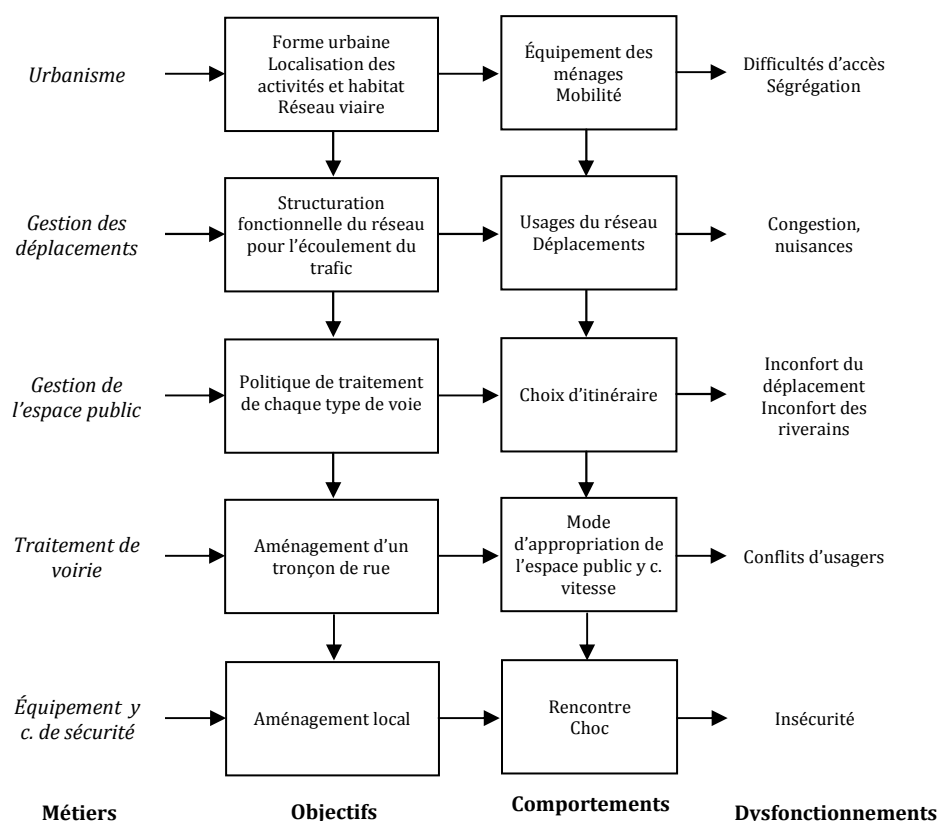 Urbanisme
Forme urbaine
Localisation des
activités et habitat
Réseau viaire
Équipement des
ménages
Mobilité
Difficultés d'accès
Ségrégation
Gestion des
déplacements
Structuration
fonctionnelle du réseau
pour l'écoulement du
trafic
Usages du réseau
Déplacements
Congestion,
nuisances
Gestion de
l'espace public
Politique de traitement
de chaque type de voie
Choix d'itinéraire
Inconfort du
déplacement
Inconfort des
riverains
Traitement de
voirie
Aménagement d'un
tronçon de rue
Mode
d'appropriation de
l'espace public y c.
vitesse
Conflits d'usagers
Équipement y
c. de sécurité
Aménagement local
Rencontre
Choc
Insécurité
Métiers
Objectifs
Comportements
Dysfonctionnements